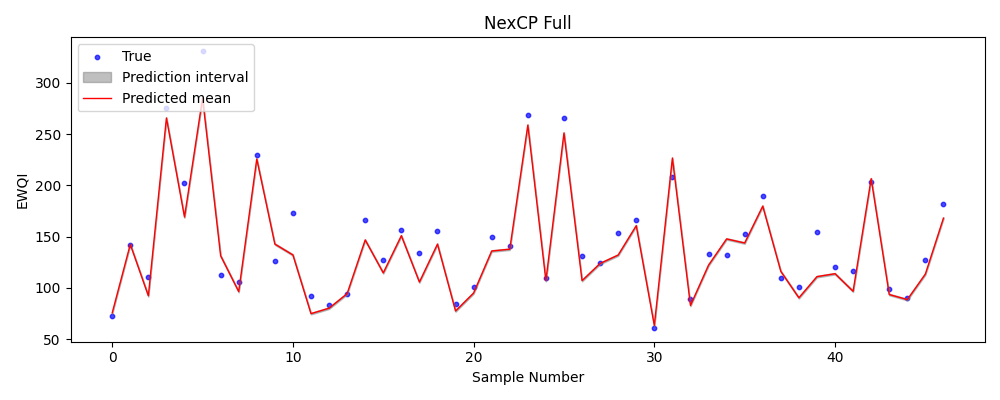 NexCP Full
True
Prediction interval
Predicted mean
EWQI
300
250
200
150
100
50
0
10
20
30
40
Sample Number